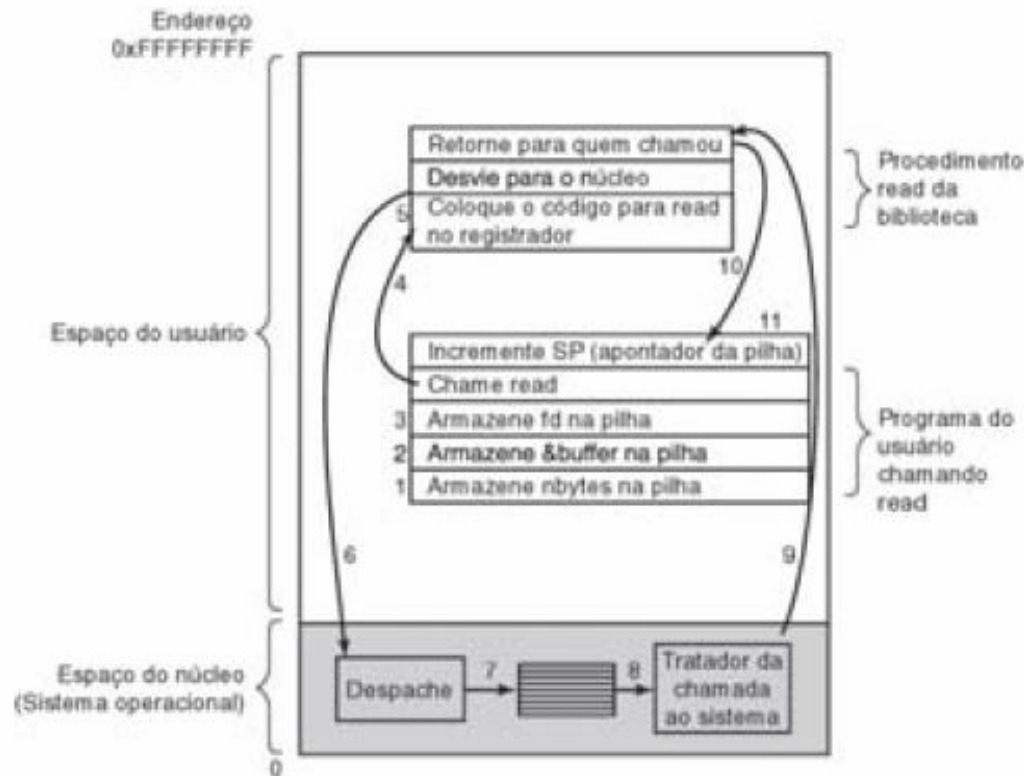 Endereço
0xFFFFFFFF
Retorne para quem chamou
Desvie para o núcleo
5
Coloque o código para read
no registrador
Procedimento
read da
biblioteca
4
10
Espaço do usuário
11
Incremente SP (apontador da pilha)
Chame read
3 Armazene fd na pilha
2 Armazene &buffer na pilha
1 Armazene nbytes na pilha
Programa do
usuário
chamando
read
6
9
Espaço do núcleo
(Sistema operacional)
Despache
7
8
Tratador da
chamada
ao sistema
0